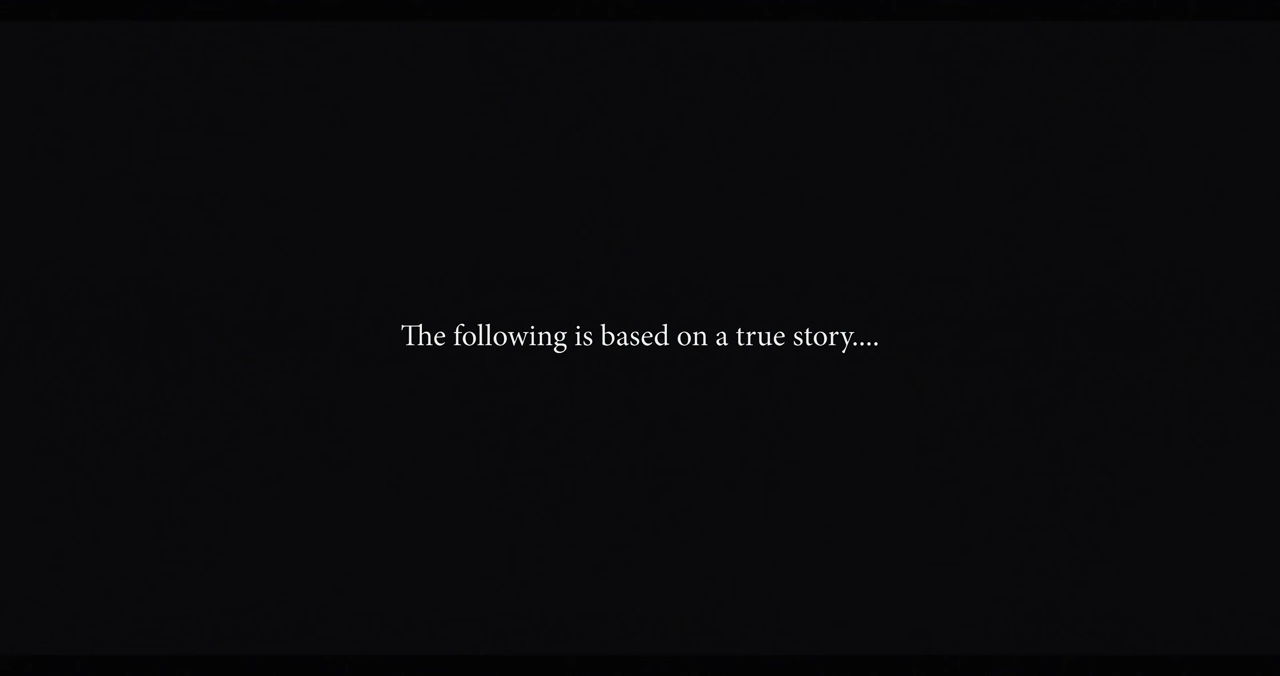 The following is based on a true story....